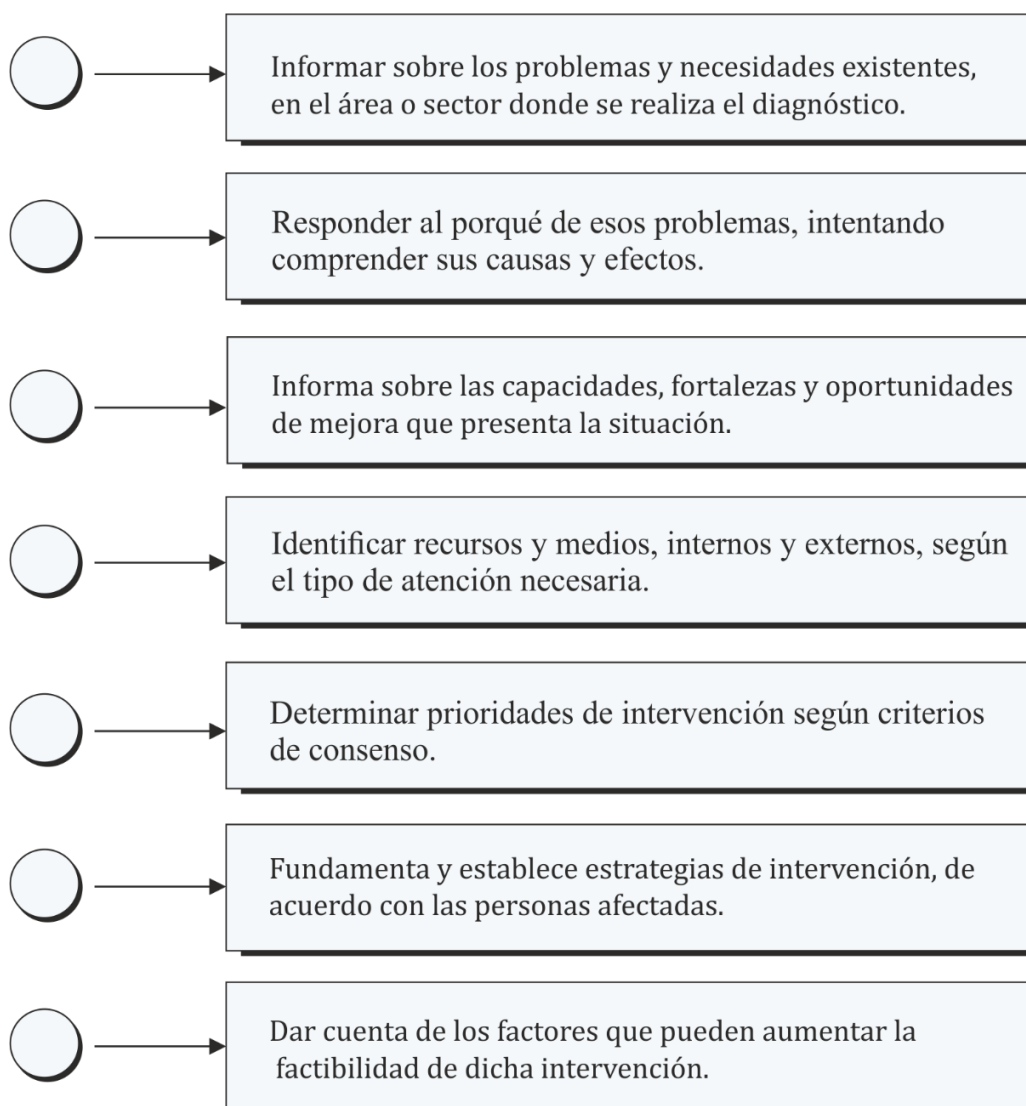 Informar sobre los problemas y necesidades existentes,
en el área o sector donde se realiza el diagnóstico.
Responder al porqué de esos problemas, intentando
comprender sus causas y efectos.
Informa sobre las capacidades, fortalezas y oportunidades
de mejora que presenta la situación.
Identificar recursos y medios, internos y externos, según
el tipo de atención necesaria.
Determinar prioridades de intervención según criterios
de consenso.
Fundamenta y establece estrategias de intervención, de
acuerdo con las personas afectadas.
Dar cuenta de los factores que pueden aumentar la
factibilidad de dicha intervención.